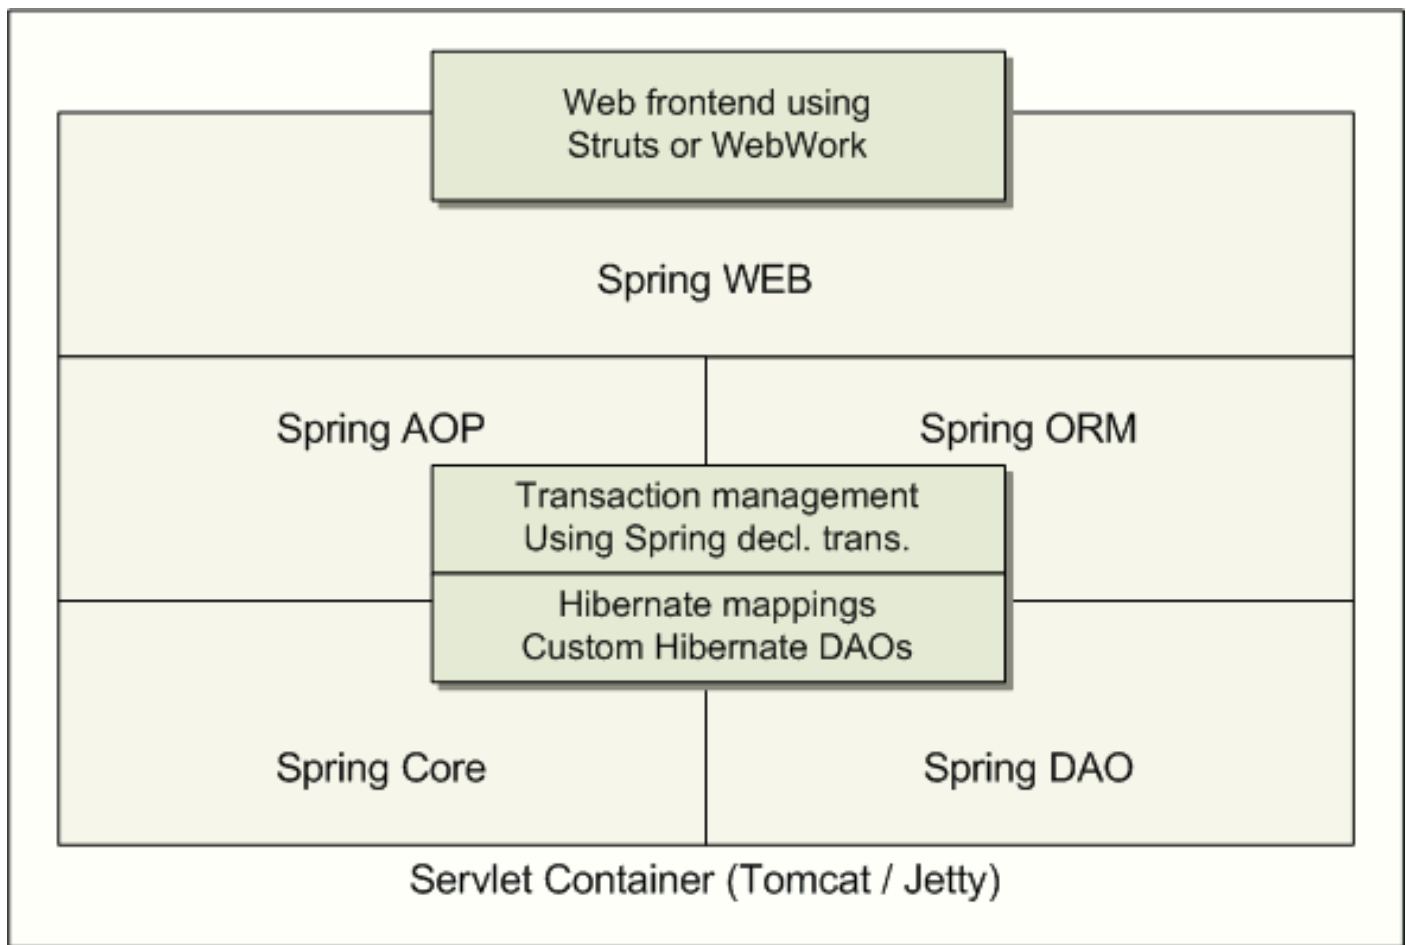 Web frontend using
Struts or WebWork
Spring WEB
Spring AOP
Spring ORM
Transaction management
Using Spring decl. trans.
Hibernate mappings
Custom Hibernate DAOs
Spring Core
Spring DAO
Servlet Container (Tomcat / Jetty)